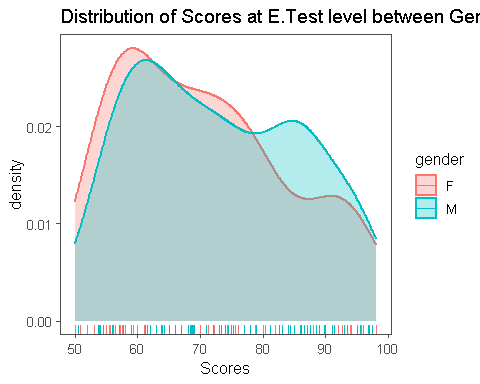 Distribution of Scores at E.Test level between Ger
density
0.02
0.01
0.00
50 60 70 80 90 100
Scores
gender
F
M